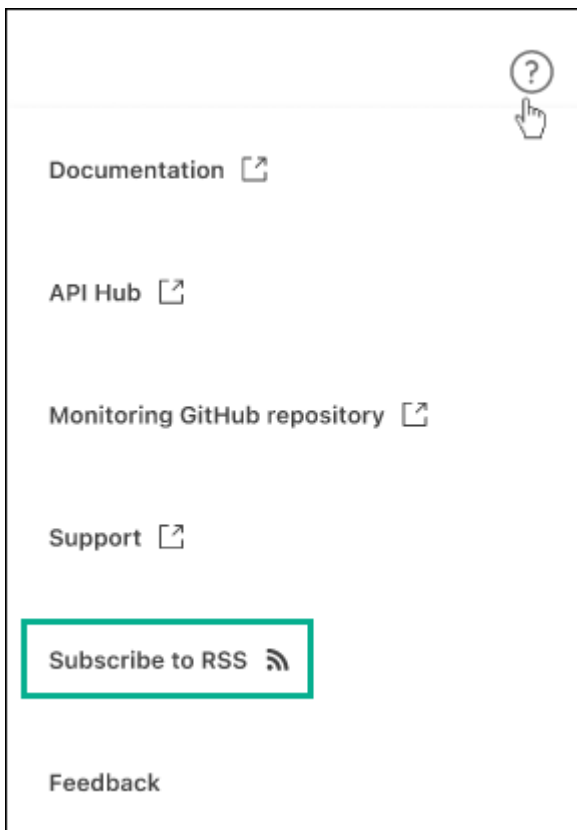 ?
Documentation
API Hub
Monitoring GitHub repository
Support
Subscribe to RSS
Feedback